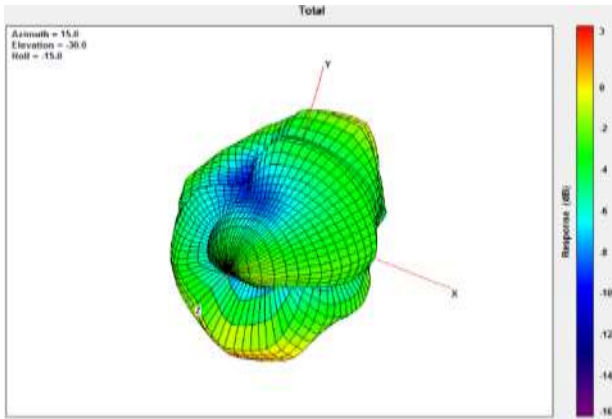 Total
Azimuth = 15.0
Elevation = -30.0
Roll = -15.0
Y
X
Z
Response (dB)
3
0
-2
-4
-6
-8
-10
-12
-14
-16